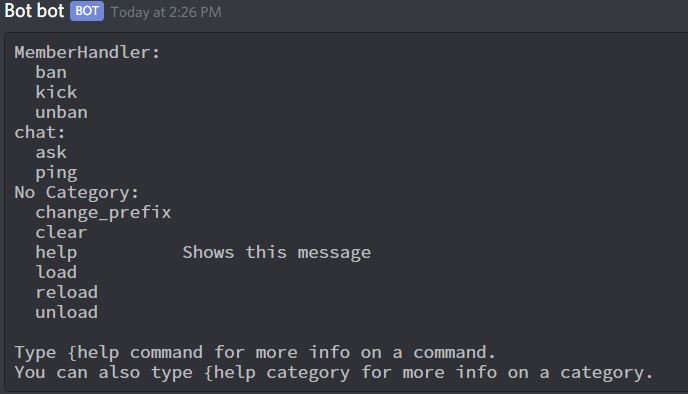 Bot bot BOT Today at 2:26 PM
MemberHandler:
  ban
  kick
  unban
chat:
  ask
  ping
No Category:
  change_prefix
  clear
  help          Shows this message
  load
  reload
  unload

Type {help command for more info on a command.
You can also type {help category for more info on a category.